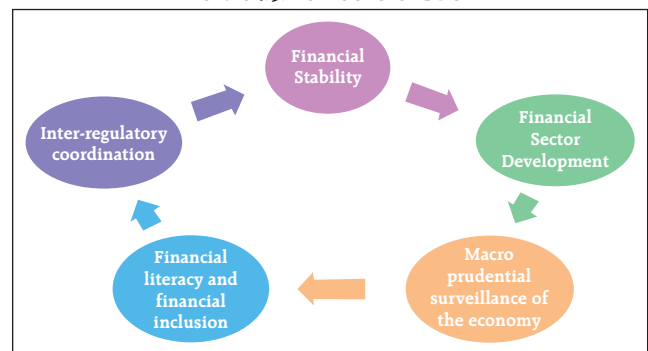 Financial
Stability
Financial
Sector
Development
Macro
prudential
surveillance of
the economy
Financial
literacy and
financial
inclusion
Inter-regulatory
coordination